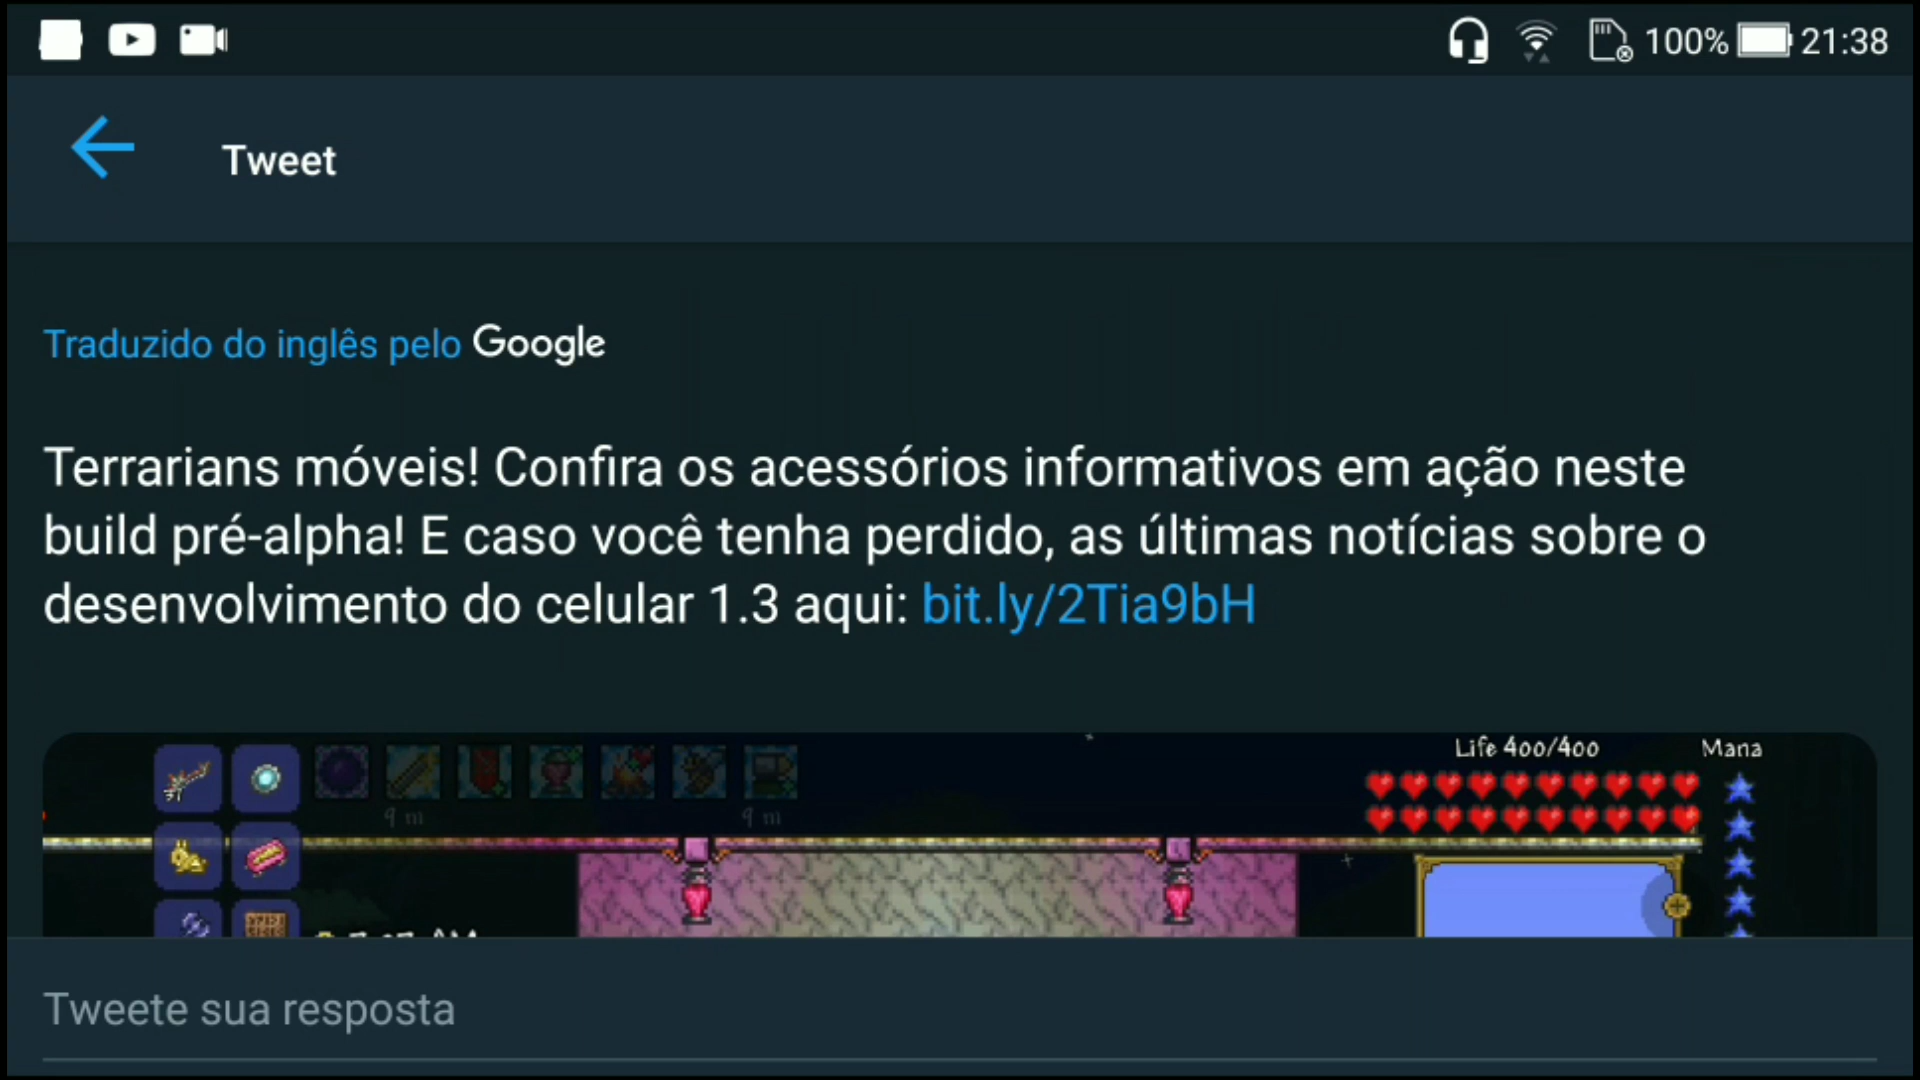 100% 21:38
Tweet
Traduzido do inglês pelo Google
Terrarians móveis! Confira os acessórios informativos em ação neste
build pré-alpha! E caso você tenha perdido, as últimas notícias sobre o
desenvolvimento do celular 1.3 aqui: bit.ly/2Tia9bH
Life 400/400 Mana
9 m 9 m
Tweete sua resposta